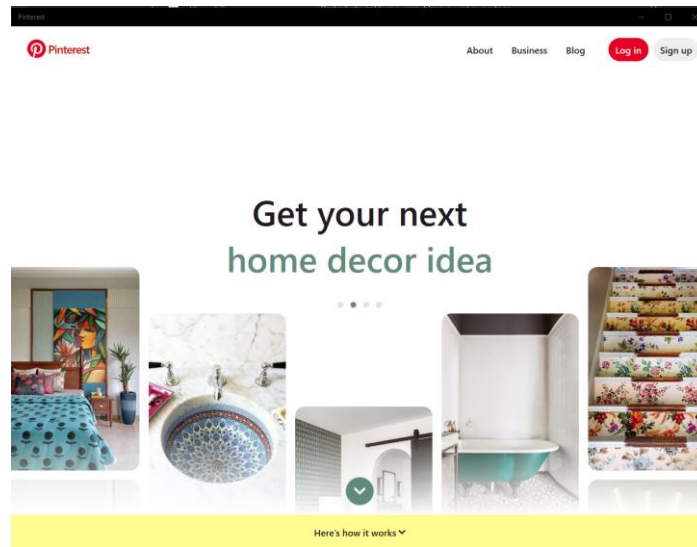 Pinterest
Pinterest
About Business Blog Log in Sign up
Get your next
home decor idea
Here's how it works